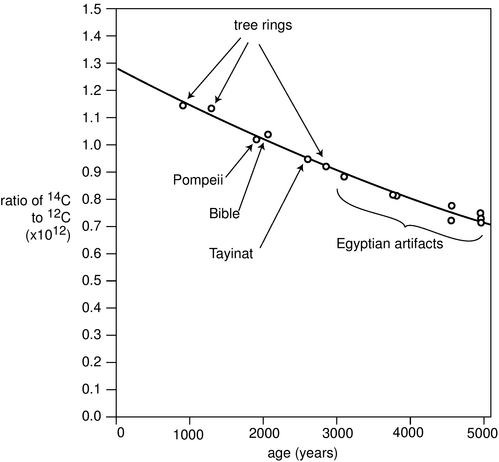 1.5
1.4
1.3
1.2
1.1
1.0
0.9
0.8
0.7
0.6
0.5
0.4
0.3
0.2
0.1
0.0
ratio of ¹⁴C
to ¹²C
(x10¹²)
tree rings
Pompeii
Bible
Tayinat
Egyptian artifacts
0 1000 2000 3000 4000 5000
age (years)